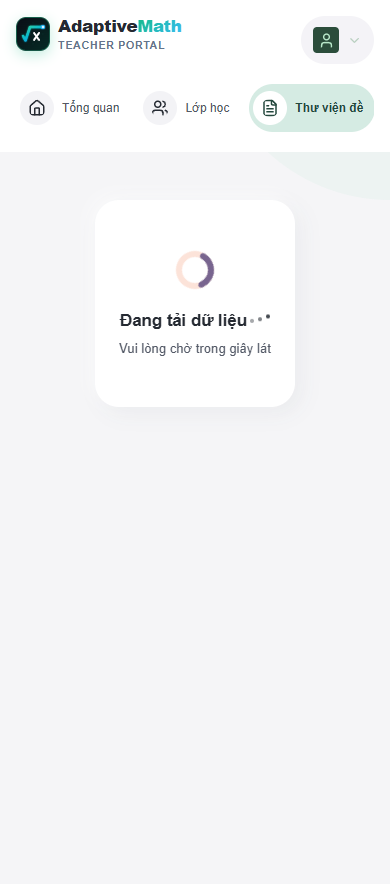 AdaptiveMath
TEACHER PORTAL
Tổng quan
Lớp học
Thư viện đề
Đang tải dữ liệu...
Vui lòng chờ trong giây lát